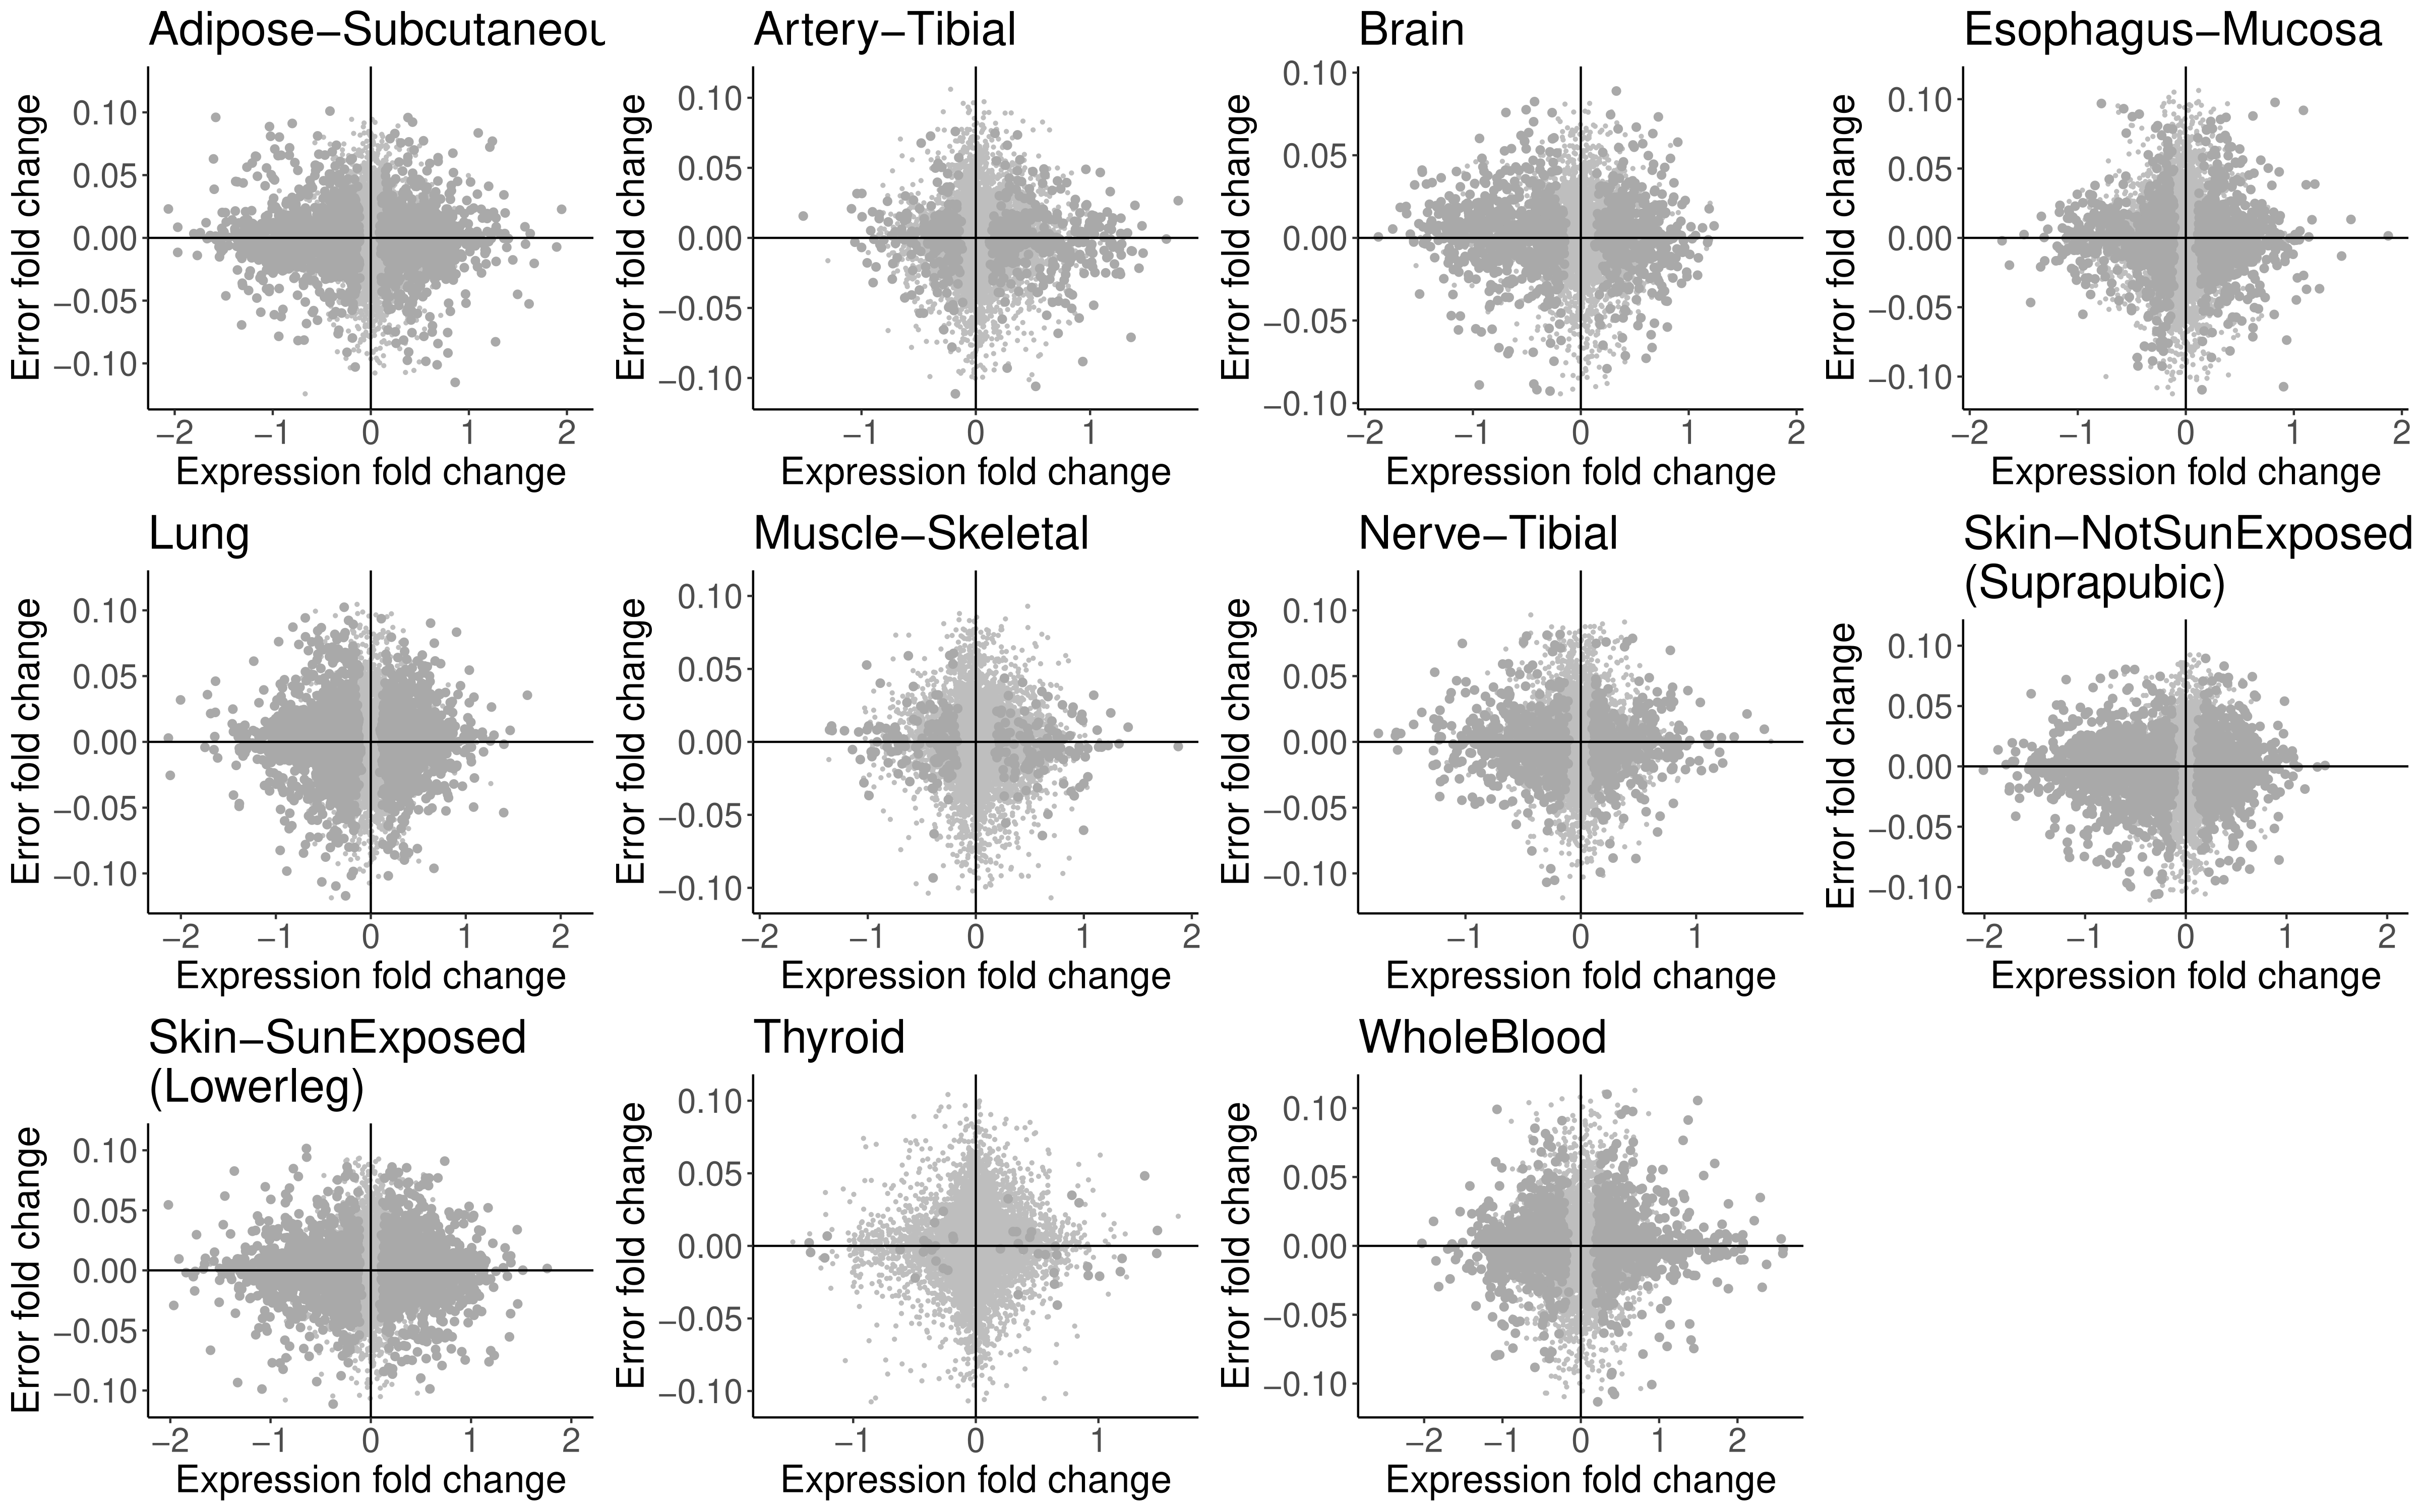 Adipose−Subcutaneou
Error fold change
0.10
0.05
0.00
−0.05
−0.10
−2 −1 0 1 2
Expression fold change
Artery−Tibial
Error fold change
0.10
0.05
0.00
−0.05
−0.10
−1 0 1
Expression fold change
Brain
Error fold change
0.10
0.05
0.00
−0.05
−0.10
−2 −1 0 1 2
Expression fold change
Esophagus−Mucosa
Error fold change
0.10
0.05
0.00
−0.05
−0.10
−2 −1 0 1 2
Expression fold change
Lung
Error fold change
0.10
0.05
0.00
−0.05
−0.10
−2 −1 0 1 2
Expression fold change
Muscle−Skeletal
Error fold change
0.10
0.05
0.00
−0.05
−0.10
−2 −1 0 1 2
Expression fold change
Nerve−Tibial
Error fold change
0.10
0.05
0.00
−0.05
−0.10
−1 0 1
Expression fold change
Skin−NotSunExposed
(Suprapubic)
Error fold change
0.10
0.05
0.00
−0.05
−0.10
−2 −1 0 1 2
Expression fold change
Skin−SunExposed
(Lowerleg)
Error fold change
0.10
0.05
0.00
−0.05
−0.10
−2 −1 0 1 2
Expression fold change
Thyroid
Error fold change
0.10
0.05
0.00
−0.05
−0.10
−1 0 1
Expression fold change
WholeBlood
Error fold change
0.10
0.05
0.00
−0.05
−0.10
−2 −1 0 1 2
Expression fold change